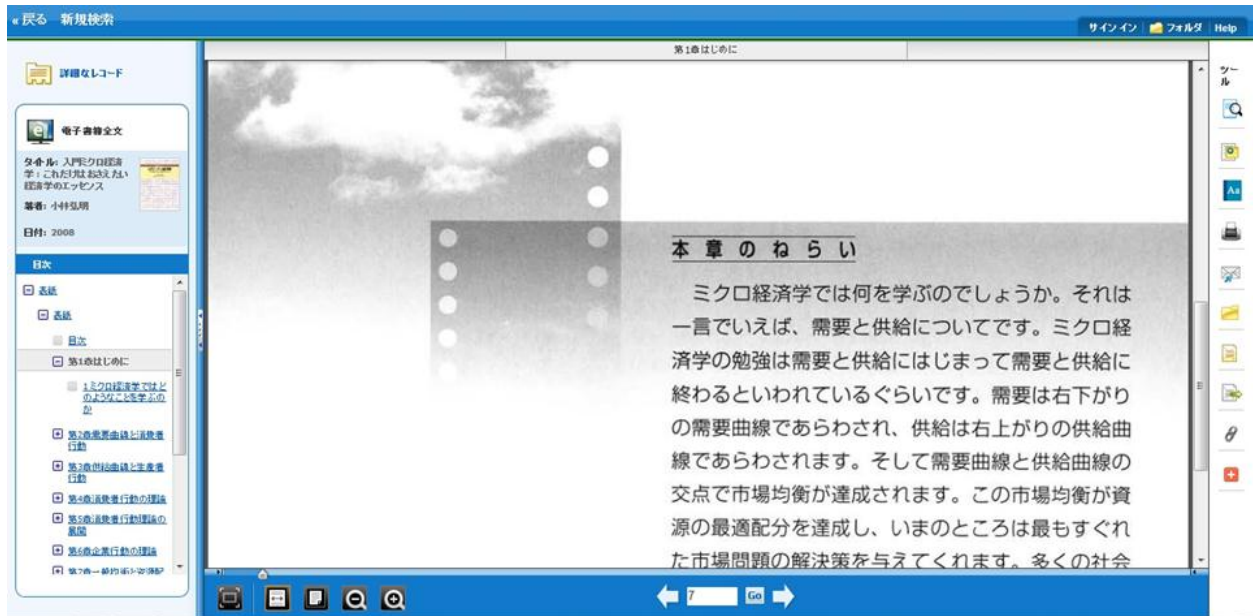 «戻る 新規検索
サインイン フォルダ Help
詳細なレコード
電子書籍全文
タイトル: 入門ミクロ経済
学 : これだけはおさえたい
経済学のエッセンス
著者: 小林弘明
日付: 2008
目次
表紙
表紙
目次
第1章はじめに
1ミクロ経済学ではど
のようなことを学ぶの
か
第2章需要曲線と消費者
行動
第3章供給曲線と生産者
行動
第4章消費者行動の理論
第5章消費者行動理論の
展開
第6章企業行動の理論
第1章はじめに
本章のねらい
ミクロ経済学では何を学ぶのでしょうか。それは
一言でいえば、需要と供給についてです。ミクロ経
済学の勉強は需要と供給にはじまって需要と供給に
終わるといわれているぐらいです。需要は右下がり
の需要曲線であらわされ、供給は右上がりの供給曲
線であらわされます。そして需要曲線と供給曲線の
交点で市場均衡が達成されます。この市場均衡が資
源の最適配分を達成し、いまのところは最もすぐれ
た市場問題の解決策を与えてくれます。多くの社会
7 Go
ツー
ル
Aa